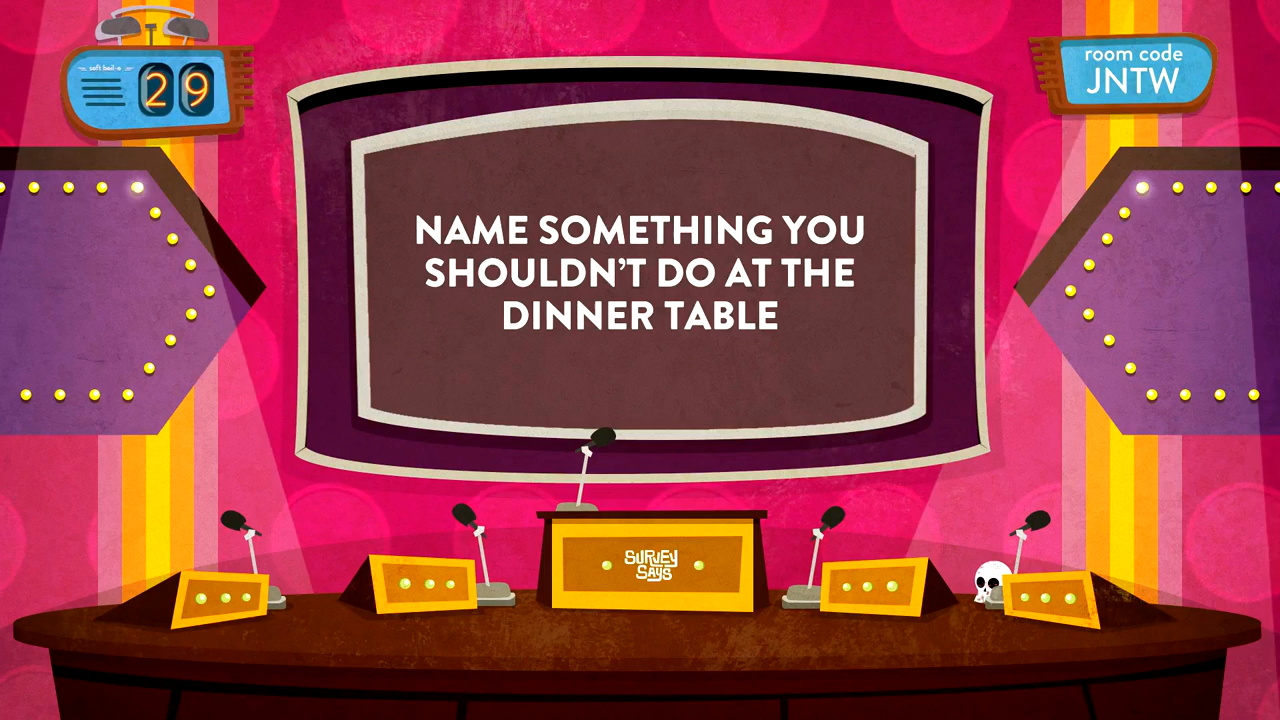 soft boil-o
29
room code
JNTW
NAME SOMETHING YOU
SHOULDN'T DO AT THE
DINNER TABLE
SURVEY
SAYS